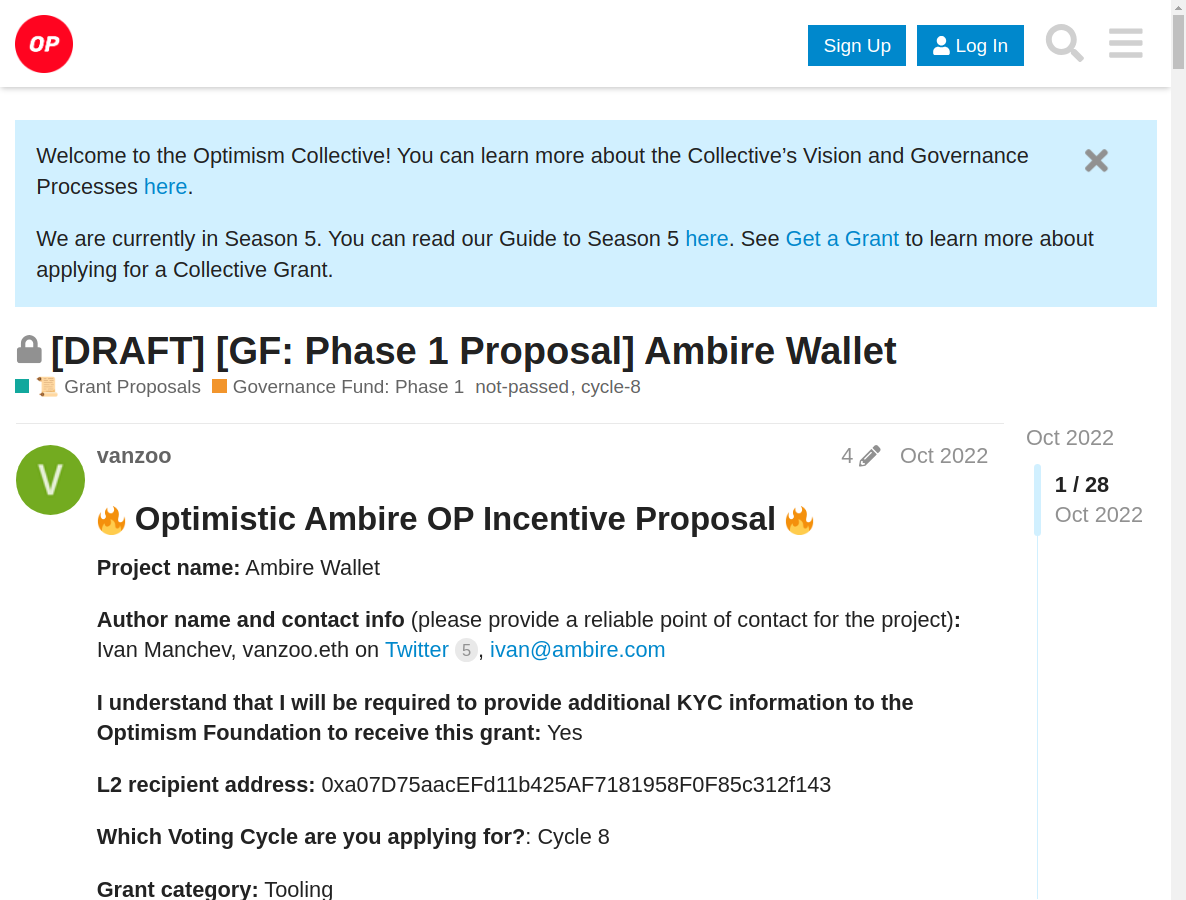 OP
Sign Up
Log In
Welcome to the Optimism Collective! You can learn more about the Collective’s Vision and Governance
Processes here.
We are currently in Season 5. You can read our Guide to Season 5 here. See Get a Grant to learn more about
applying for a Collective Grant.
[DRAFT] [GF: Phase 1 Proposal] Ambire Wallet
📜 Grant Proposals Governance Fund: Phase 1 not-passed, cycle-8
Oct 2022
V
vanzoo 4 Oct 2022
1 / 28
Oct 2022
🔥 Optimistic Ambire OP Incentive Proposal 🔥
Project name: Ambire Wallet
Author name and contact info (please provide a reliable point of contact for the project):
Ivan Manchev, vanzoo.eth on Twitter 5, ivan@ambire.com
I understand that I will be required to provide additional KYC information to the
Optimism Foundation to receive this grant: Yes
L2 recipient address: 0xa07D75aacEFd11b425AF7181958F0F85c312f143
Which Voting Cycle are you applying for?: Cycle 8
Grant category: Tooling